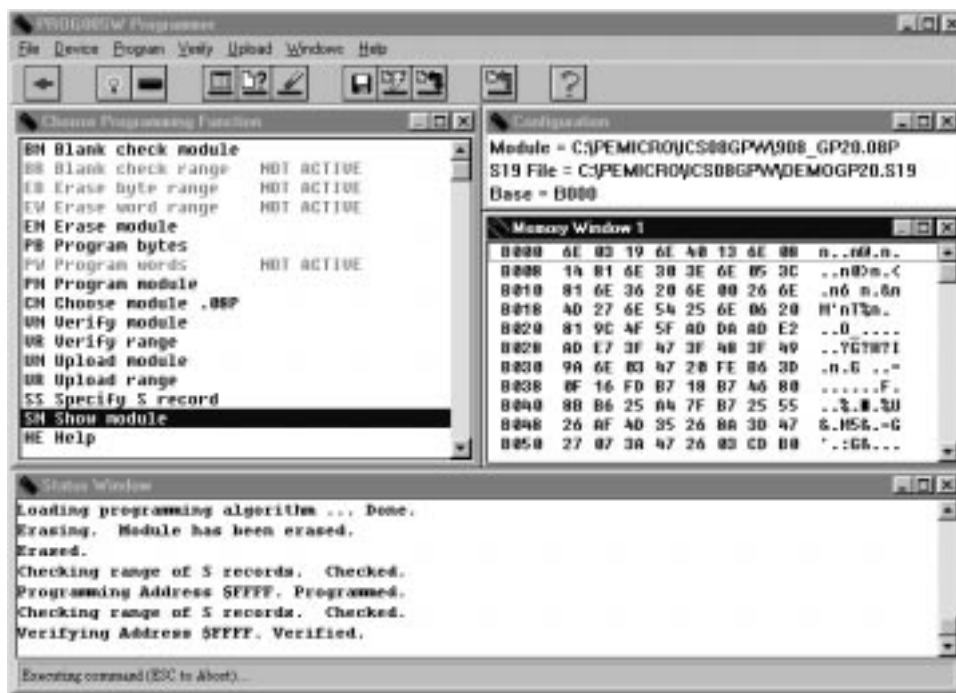 PROG08SW Programmer
File Device Program Verify Upload Windows Help
Choose Programming Function
BM Blank check module
BR Blank check range NOT ACTIVE
EB Erase byte range NOT ACTIVE
EW Erase word range NOT ACTIVE
EM Erase module
PB Program bytes
PW Program words NOT ACTIVE
PM Program module
CM Choose module .08P
VM Verify module
VR Verify range
UM Upload module
UR Upload range
SS Specify S record
SM Show module
HE Help
Configuration
Module = C:\PEMICRO\ICS08GPW\908_GP20.08P
S19 File = C:\PEMICRO\ICS08GPW\DEMOGP20.S19
Base = B000
Memory Window 1
B000 6E 03 19 6E 40 13 6E 0B n..n@.n.
B008 14 81 6E 30 3E 6E 05 3C ..n0>n.<
B010 81 6E 36 20 6E 00 26 6E .n6 n.&n
B018 4D 27 6E 54 25 6E 06 20 M'nT%n.
B020 81 9C 4F 5F AD DA AD E2 ..O_....
B028 AD E7 3F 47 3F 48 3F 49 ..?G?H?I
B030 9A 6E 03 47 20 FE B6 3D .n.G ..=
B038 0F 16 FD B7 18 B7 46 80 ......F.
B040 8B B6 25 A4 7F B7 25 55 ..%..%U
B048 26 AF 4D 35 26 BA 3D 47 &.M5&.=G
B050 27 07 3A 47 26 03 CD B0 '.:G&...
Status Window
Loading programming algorithm ... Done.
Erasing. Module has been erased.
Erased.
Checking range of S records. Checked.
Programming Address $FFFF. Programmed.
Checking range of S records. Checked.
Verifying Address $FFFF. Verified.
Executing command (ESC to Abort)...